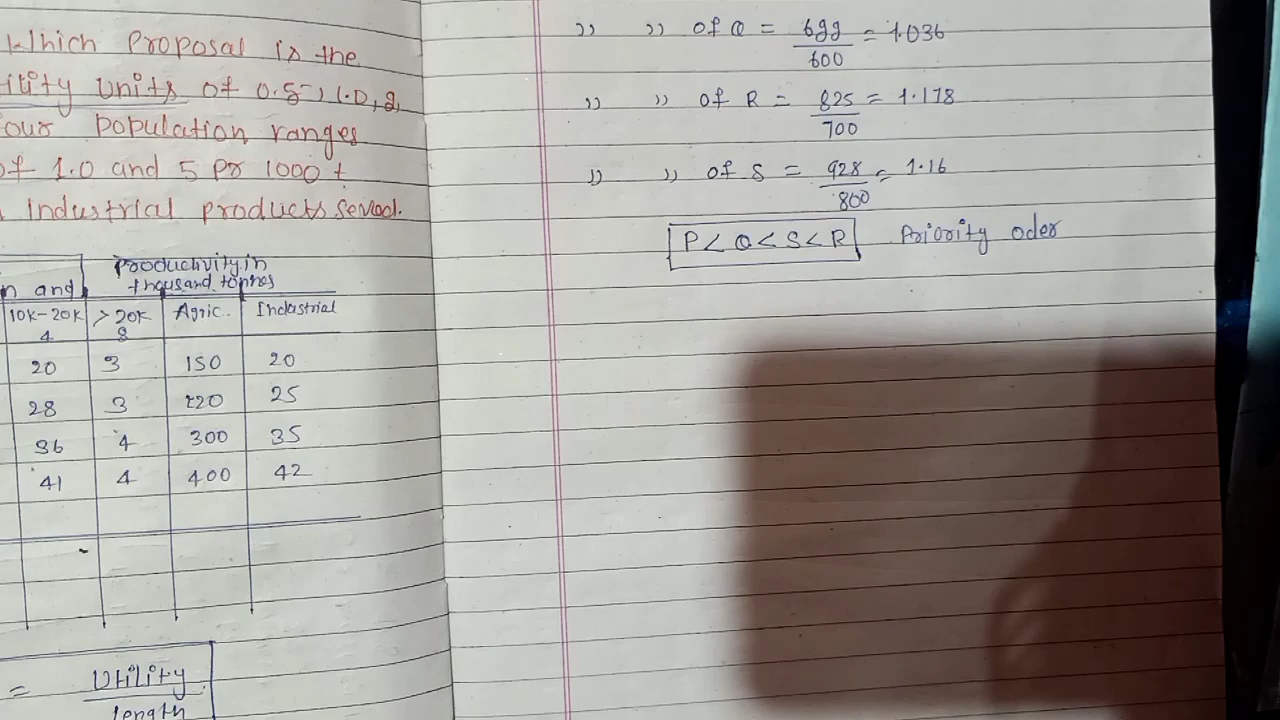 Which Proposal is the
ility units of 0.5, 1.0, 2,
our population ranges
of 1.0 and 5 Pr 1000 t
Industrial products served.
n and
Productivity in
thousand tonnes
10K-20K >20K Agric. Industrial
4 8
20 3 150 20
28 3 220 25
36 4 300 35
41 4 400 42
= Utility
length
,, ,, of Q = 699 = 1.036
600
,, ,, of R = 825 = 1.178
700
,, ,, of S = 928 = 1.16
800
P < Q < S < R Priority oder